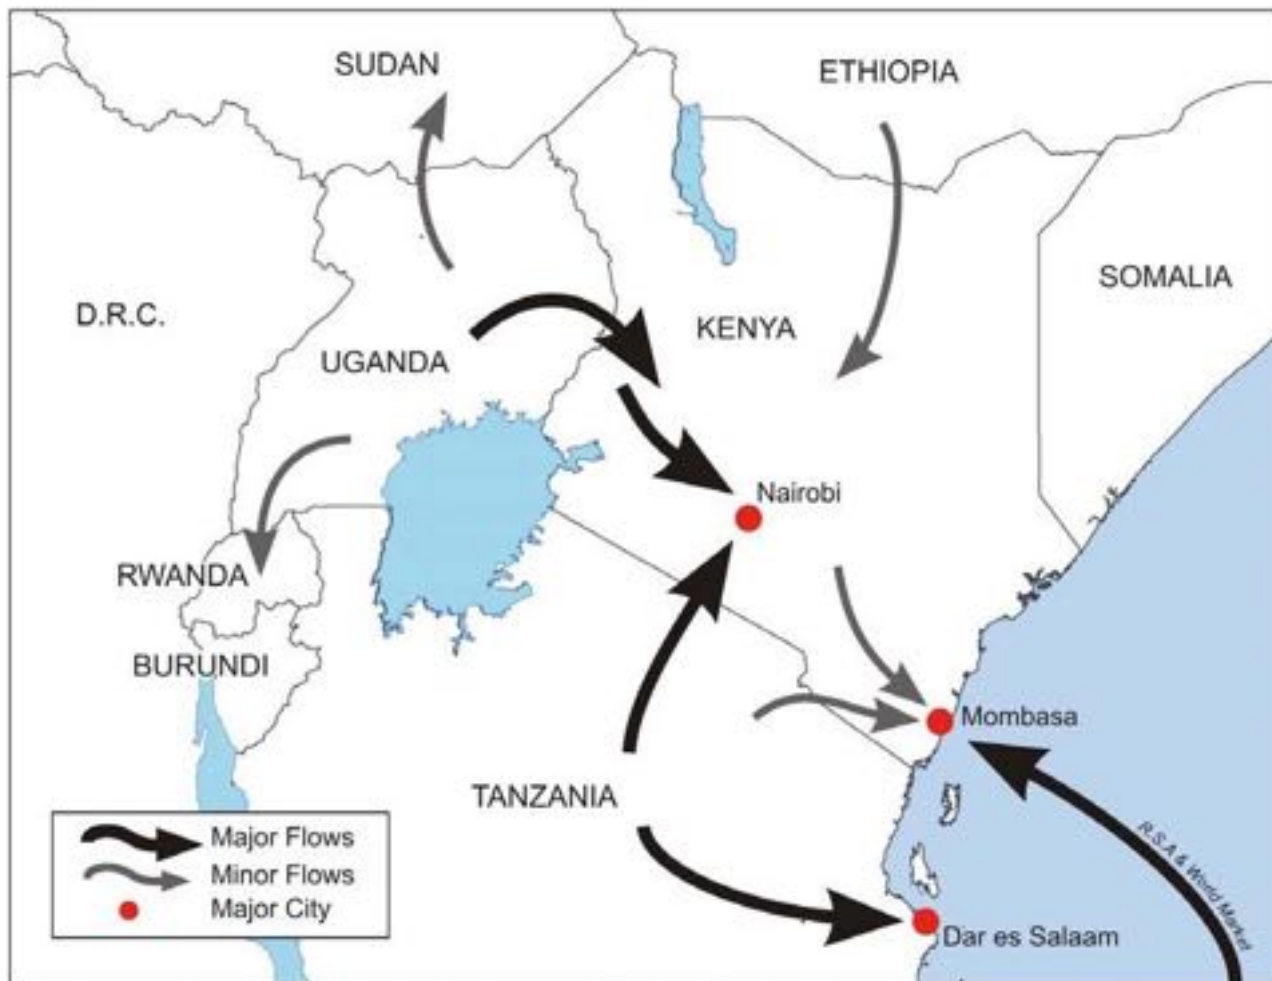 SUDAN
ETHIOPIA
SOMALIA
D.R.C.
KENYA
UGANDA
Nairobi
RWANDA
BURUNDI
Mombasa
TANZANIA
R.S.A & World Market
Major Flows
Minor Flows
Major City
Dar es Salaam